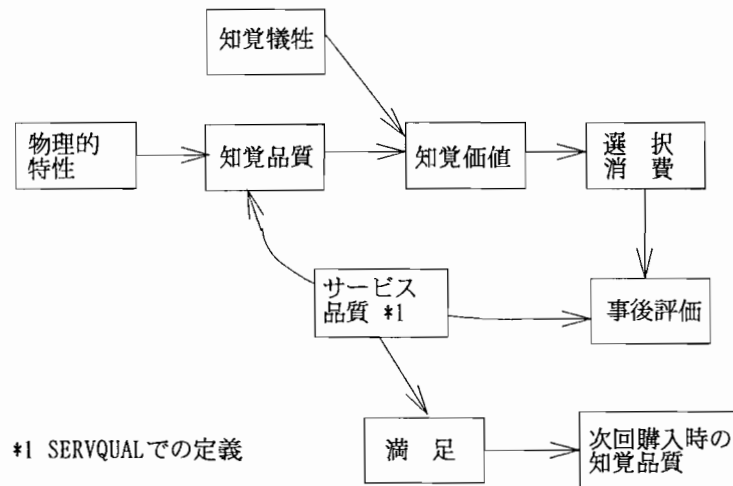 知覚犠牲
物理的
特性
知覚品質
知覚価値
選 択
消 費
サービス
品質 *1
事後評価
*1 SERVQUALでの定義
満 足
次回購入時の
知覚品質